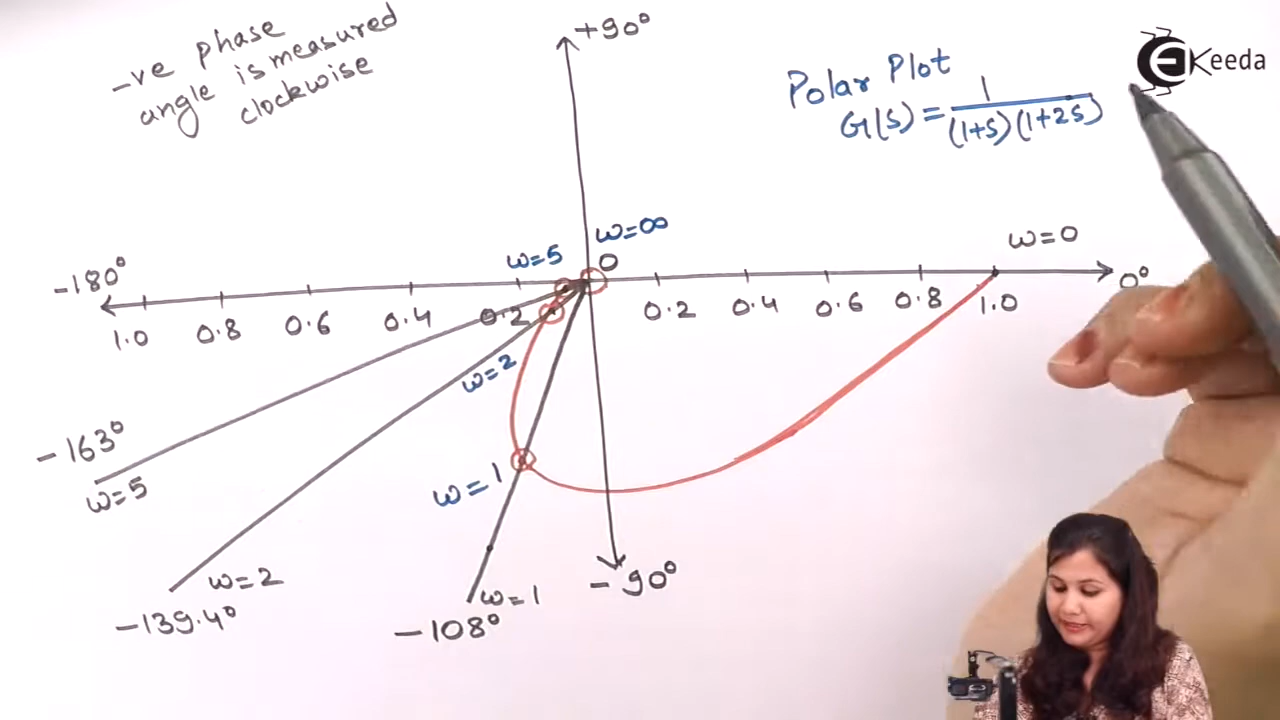 -ve phase
angle is measured
clockwise
+90°
Polar Plot
G(s) = 1
(1+s)(1+2s)
EKeeda
ω=∞
ω=5
0
ω=0
-180°
0°
1.0 0.8 0.6 0.4 0.2 0.2 0.4 0.6 0.8 1.0
ω=2
-163°
ω=5
ω=1
ω=2
-139.4°
ω=1
-108°
-90°